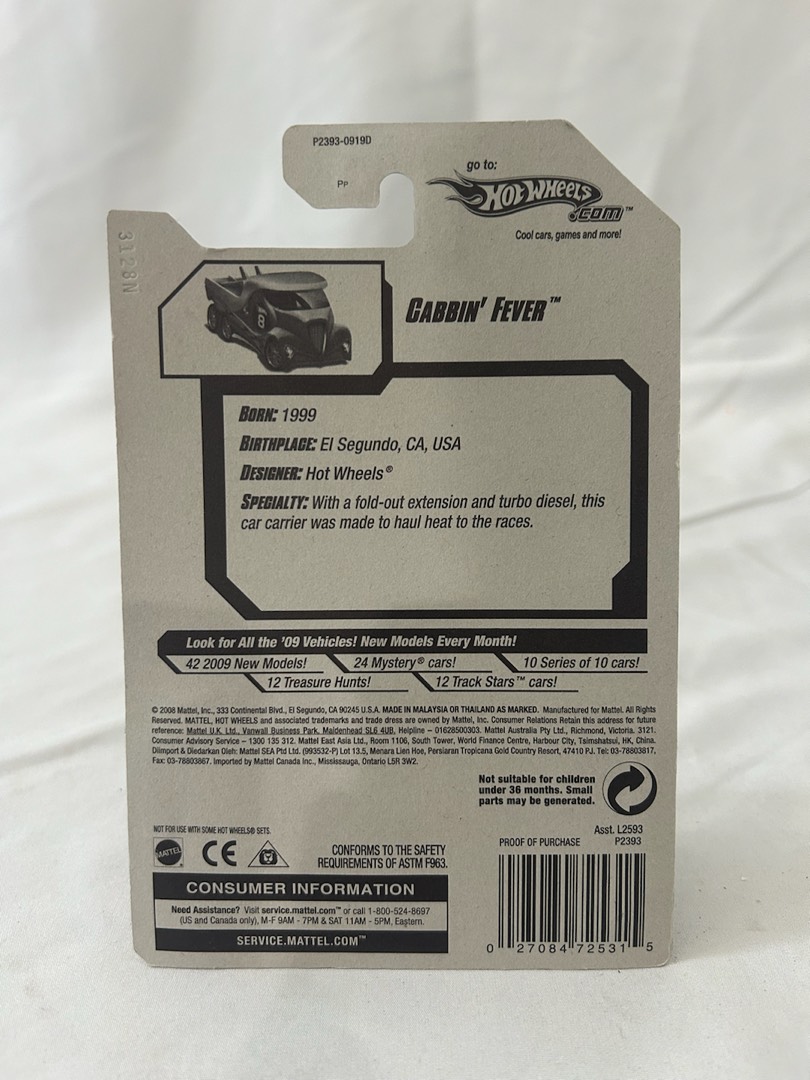 P2393-0919D
PP
go to:
HOT WHEELS
.COM™
Cool cars, games and more!
3128N
8
CABBIN' FEVER™
BORN: 1999
BIRTHPLACE: El Segundo, CA, USA
DESIGNER: Hot Wheels®
SPECIALTY: With a fold-out extension and turbo diesel, this
car carrier was made to haul heat to the races.
Look for All the '09 Vehicles! New Models Every Month!
42 2009 New Models! 24 Mystery® cars! 10 Series of 10 cars!
12 Treasure Hunts! 12 Track Stars™ cars!
© 2008 Mattel, Inc., 333 Continental Blvd., El Segundo, CA 90245 U.S.A. MADE IN MALAYSIA OR THAILAND AS MARKED. Manufactured for Mattel. All Rights
Reserved. MATTEL, HOT WHEELS and associated trademarks and trade dress are owned by Mattel, Inc. Consumer Relations Retain this address for future
reference: Mattel U.K. Ltd., Vanwall Business Park, Maidenhead SL6 4UB. Helpline – 01628500303. Mattel Australia Pty Ltd., Richmond, Victoria. 3121.
Consumer Advisory Service – 1300 135 312. Mattel East Asia Ltd., Room 1106, South Tower, World Finance Centre, Harbour City, Tsimshatsui, HK, China.
Diimport & Diedarkan Oleh: Mattel SEA Ptd Ltd. (993532-P) Lot 13.5, Menara Lien Hoe, Persiaran Tropicana Gold Country Resort, 47410 PJ. Tel: 03-78803817,
Fax: 03-78803867. Imported by Mattel Canada Inc., Mississauga, Ontario L5R 3W2.
Not suitable for children
under 36 months. Small
parts may be generated.
NOT FOR USE WITH SOME HOT WHEELS® SETS.
MATTEL
CE
CONFORMS TO THE SAFETY
REQUIREMENTS OF ASTM F963.
Asst. L2593
PROOF OF PURCHASE P2393
CONSUMER INFORMATION
Need Assistance? Visit service.mattel.com™ or call 1-800-524-8697
(US and Canada only), M-F 9AM - 7PM & SAT 11AM - 5PM, Eastern.
SERVICE.MATTEL.COM™
0 27084 72531 5